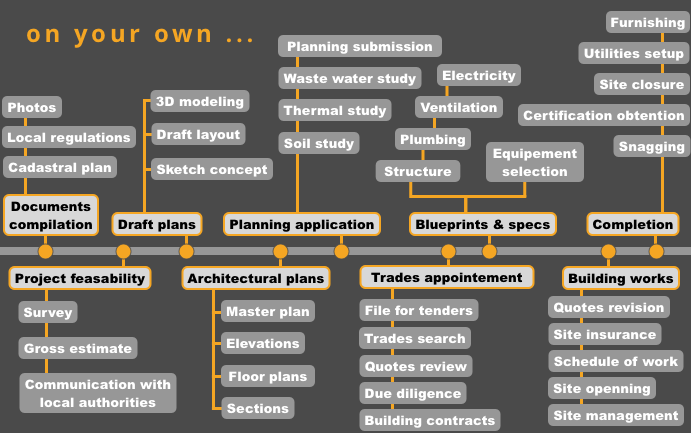 on your own ...
Photos
Local regulations
Cadastral plan
Documents
compilation
3D modeling
Draft layout
Sketch concept
Draft plans
Planning submission
Waste water study
Thermal study
Soil study
Planning application
Electricity
Ventilation
Plumbing
Structure
Equipement
selection
Blueprints & specs
Furnishing
Utilities setup
Site closure
Certification obtention
Snagging
Completion
Project feasability
Survey
Gross estimate
Communication with
local authorities
Architectural plans
Master plan
Elevations
Floor plans
Sections
Trades appointement
File for tenders
Trades search
Quotes review
Due diligence
Building contracts
Building works
Quotes revision
Site insurance
Schedule of work
Site openning
Site management